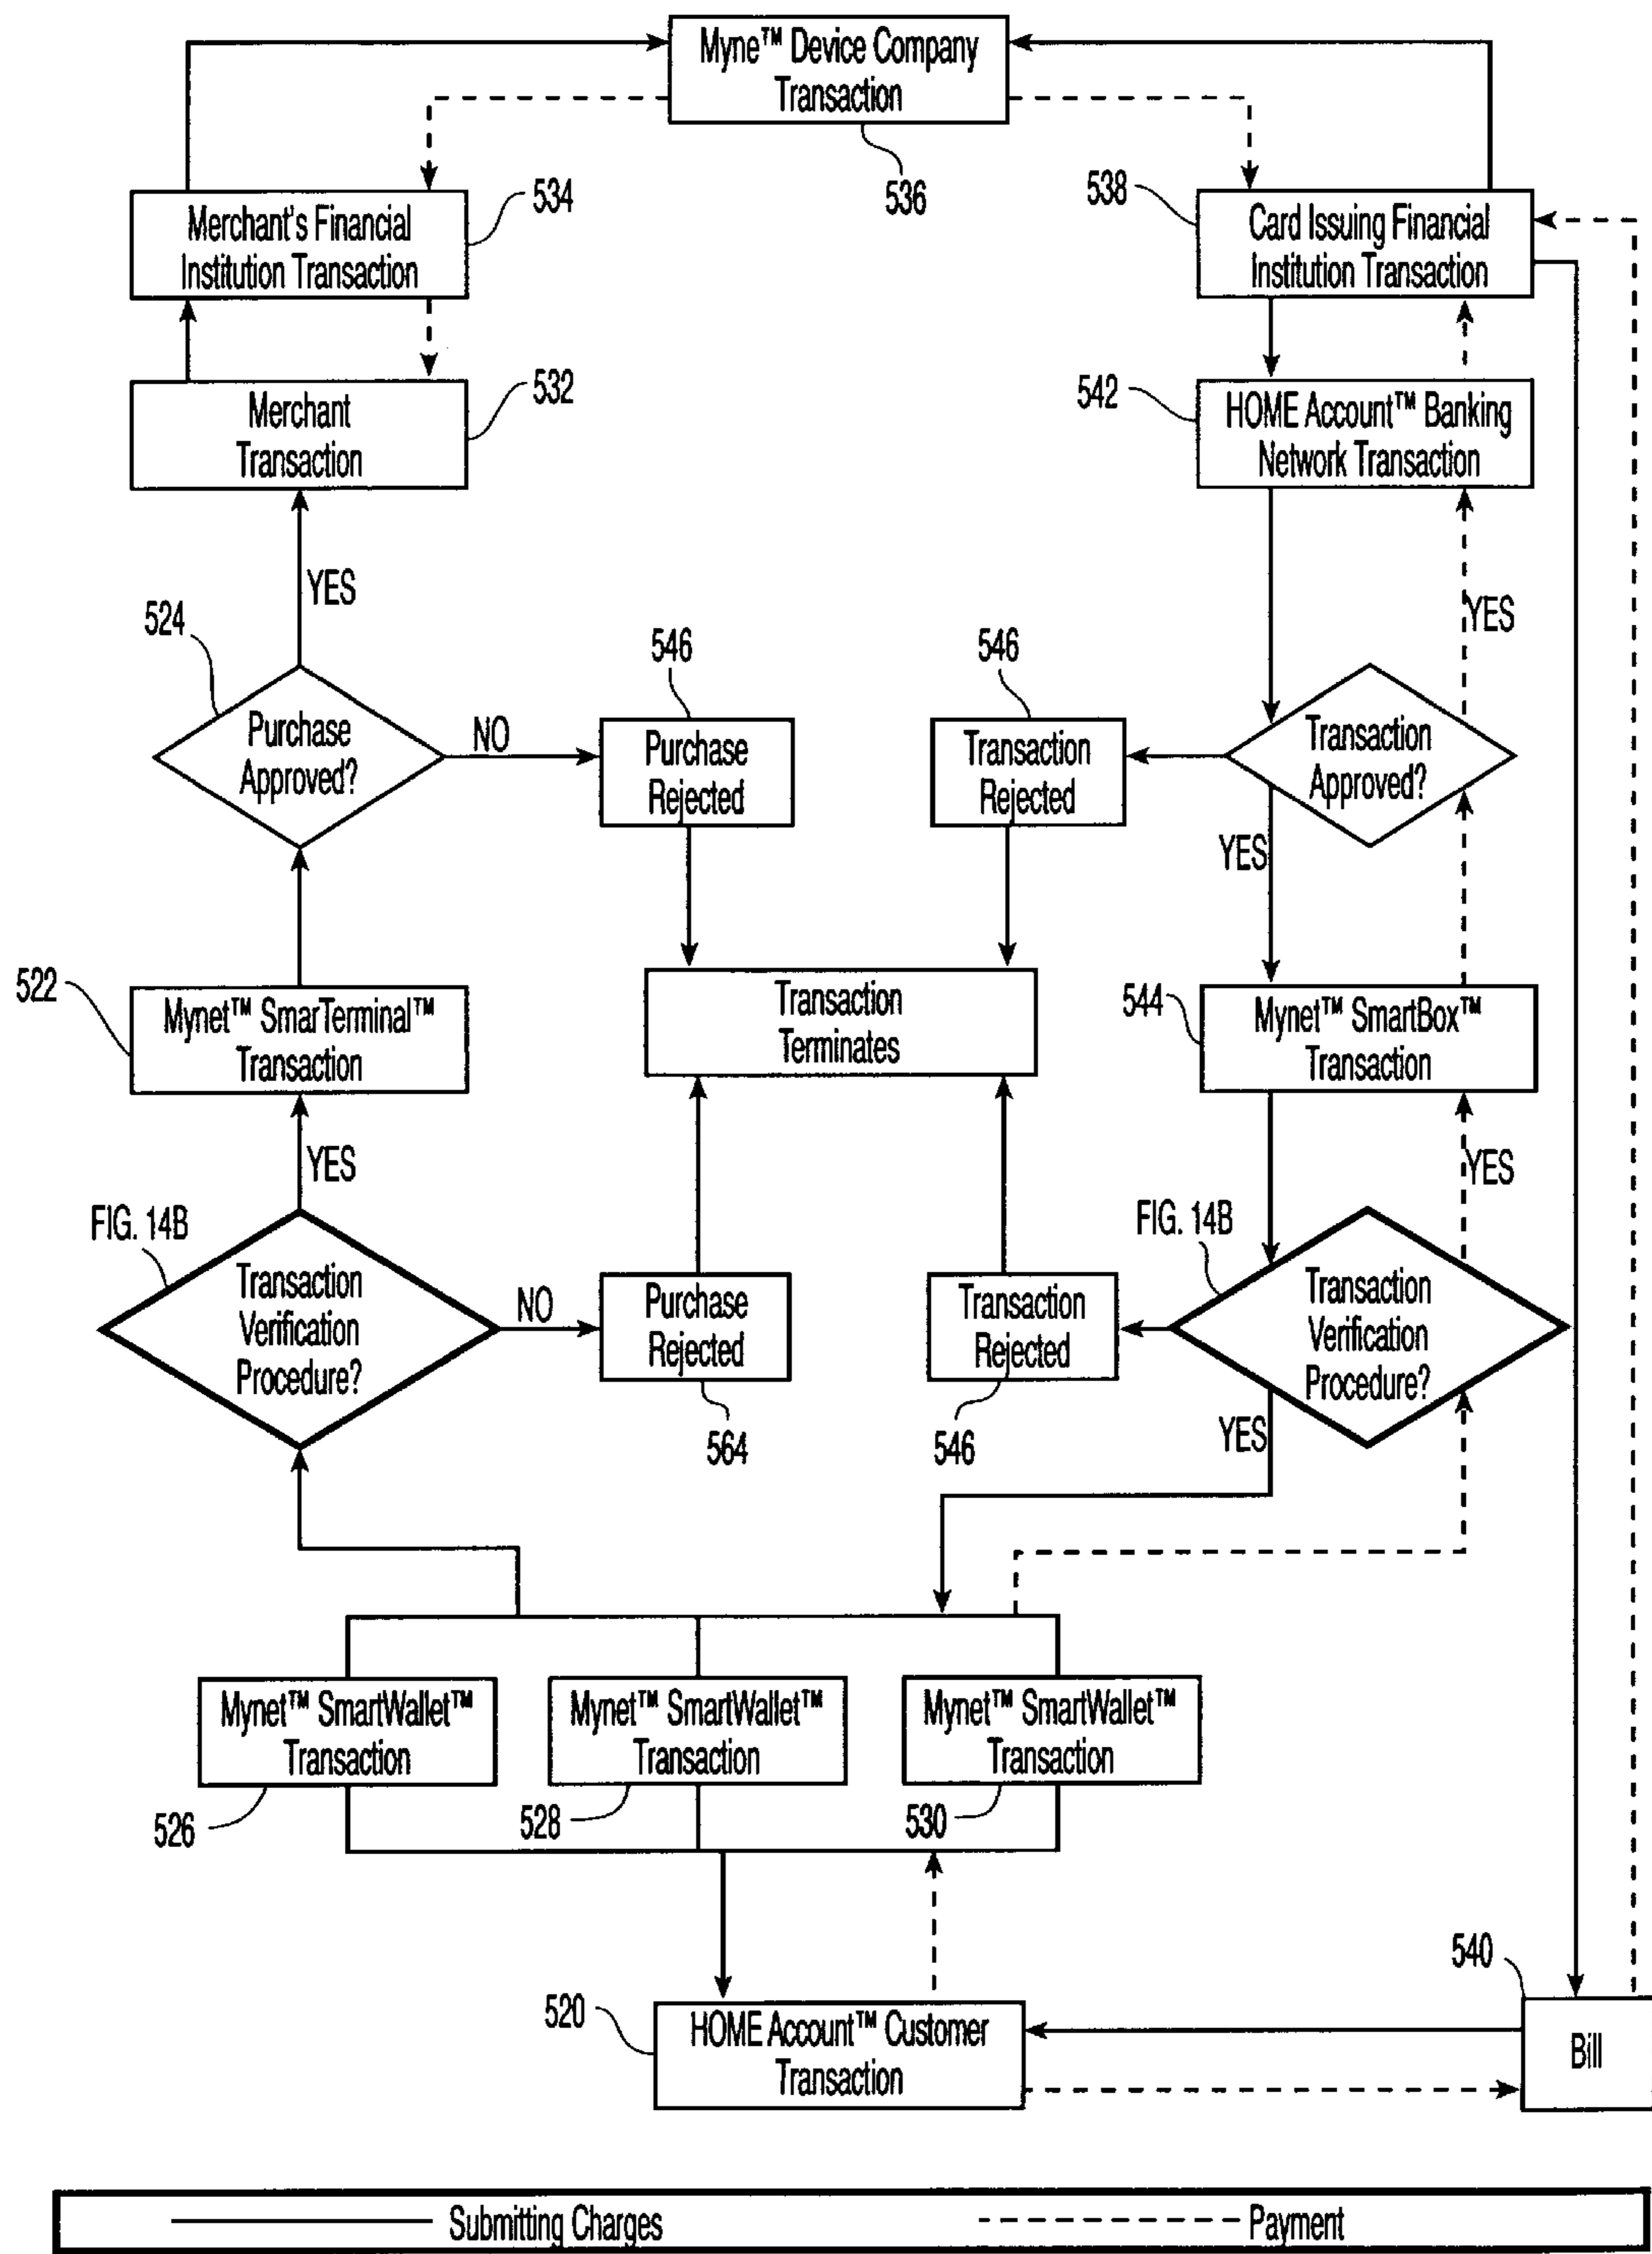 Myne™ Device Company
Transaction
536
534
538
Merchant's Financial
Institution Transaction
Card Issuing Financial
Institution Transaction
532
542
Merchant
Transaction
HOME Account™ Banking
Network Transaction
YES
YES
524
546
546
Purchase
Approved?
NO
Purchase
Rejected
Transaction
Rejected
Transaction
Approved?
YES
522
544
Mynet™ SmarTerminal™
Transaction
Transaction
Terminates
Mynet™ SmartBox™
Transaction
YES
YES
FIG. 14B
FIG. 14B
Transaction
Verification
Procedure?
NO
Purchase
Rejected
Transaction
Rejected
Transaction
Verification
Procedure?
564
546
YES
Mynet™ SmartWallet™
Transaction
Mynet™ SmartWallet™
Transaction
Mynet™ SmartWallet™
Transaction
526
528
530
540
520
HOME Account™ Customer
Transaction
Bill
Submitting Charges
Payment